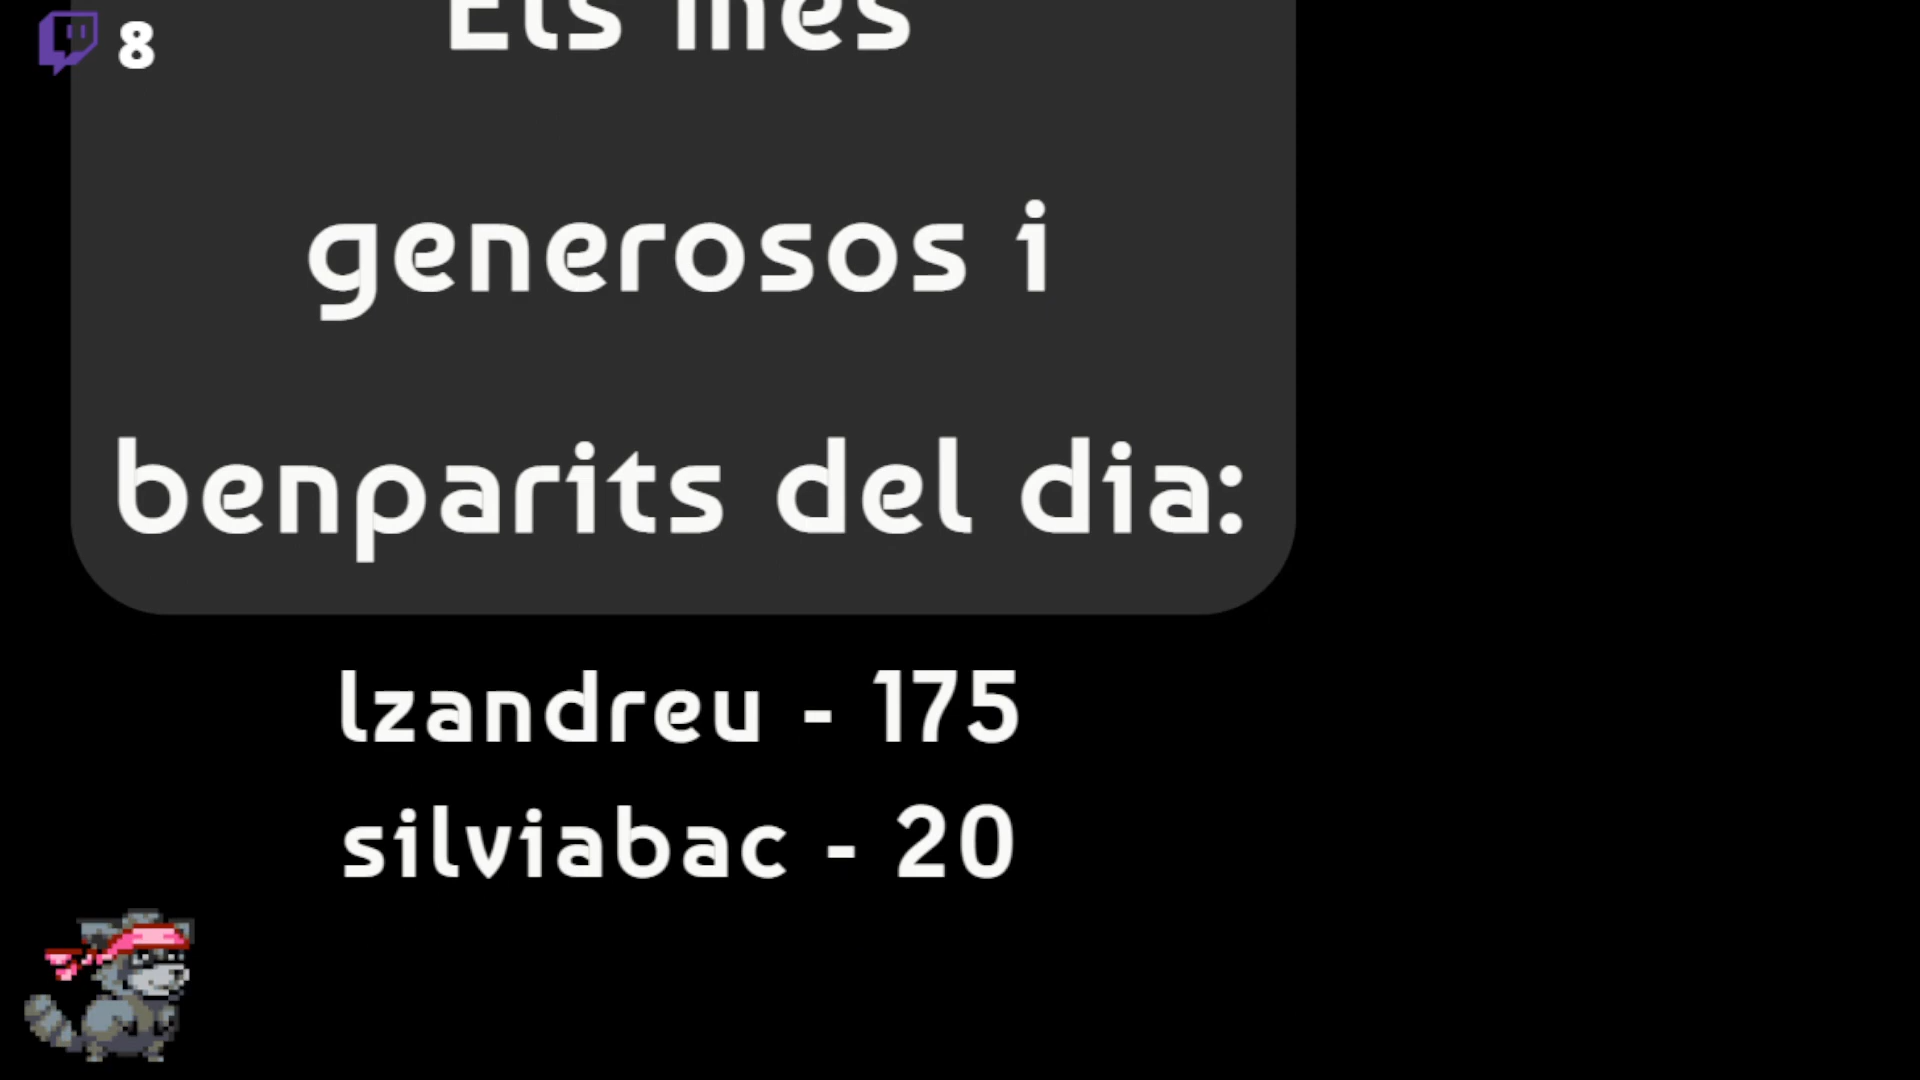 8
Els més
generosos i
benparits del dia:
lzandreu - 175
silviabac - 20